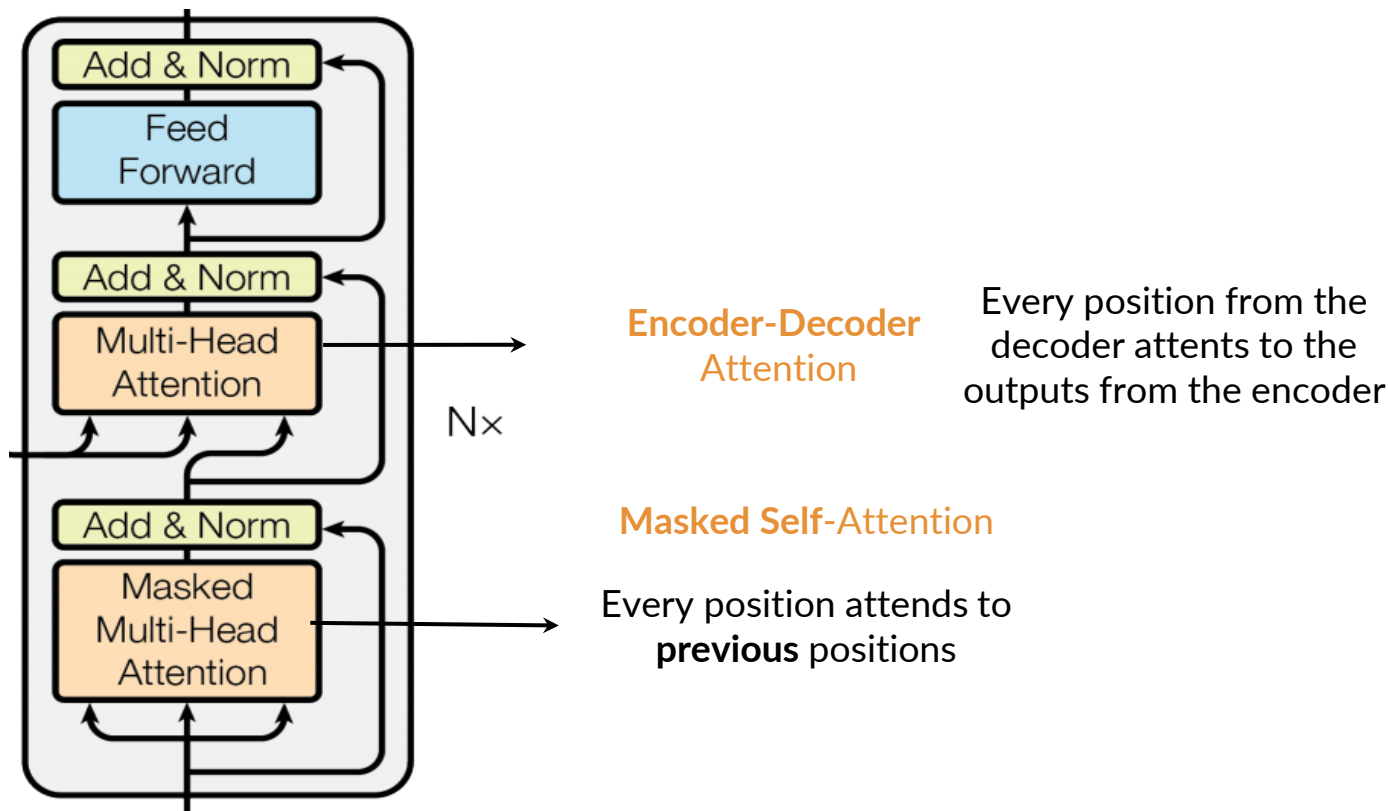 Add & Norm
Feed
Forward
Add & Norm
Multi-Head
Attention
N×
Add & Norm
Masked
Multi-Head
Attention
Encoder-Decoder
Attention
Every position from the
decoder attents to the
outputs from the encoder
Masked Self-Attention
Every position attends to
previous positions